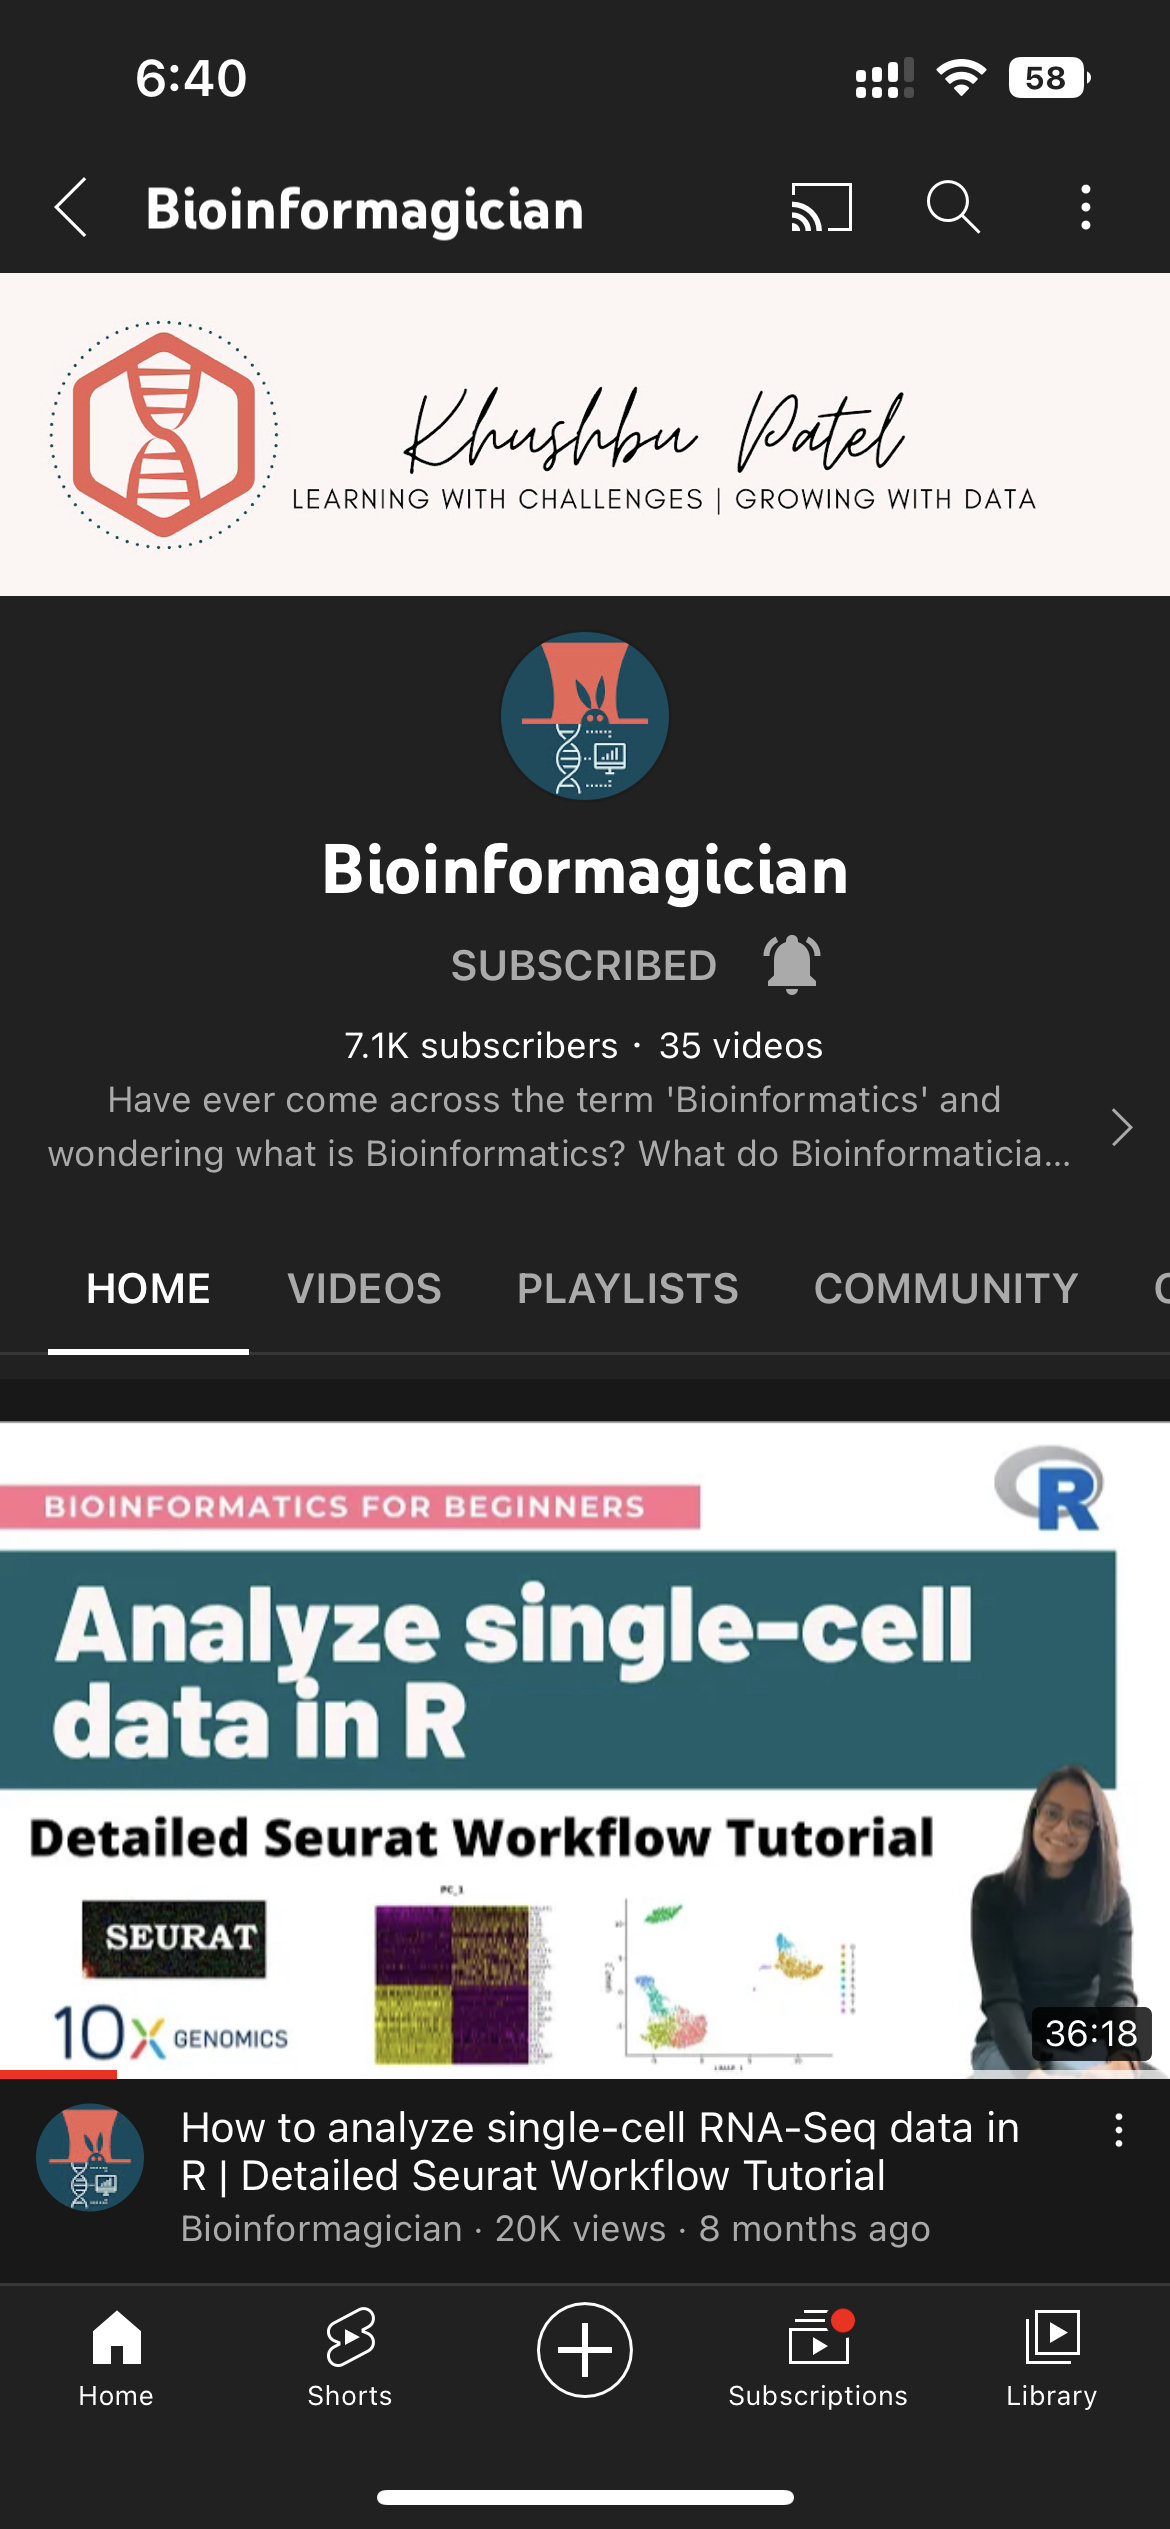 6:40
58
Bioinformagician
Khushbu Patel
LEARNING WITH CHALLENGES | GROWING WITH DATA
Bioinformagician
SUBSCRIBED
7.1K subscribers · 35 videos
Have ever come across the term 'Bioinformatics' and
wondering what is Bioinformatics? What do Bioinformaticia...
HOME VIDEOS PLAYLISTS COMMUNITY
BIOINFORMATICS FOR BEGINNERS
R
Analyze single-cell
data in R
Detailed Seurat Workflow Tutorial
PC_1
SEURAT
10X GENOMICS
36:18
How to analyze single-cell RNA-Seq data in
R | Detailed Seurat Workflow Tutorial
Bioinformagician · 20K views · 8 months ago
Home Shorts Subscriptions Library